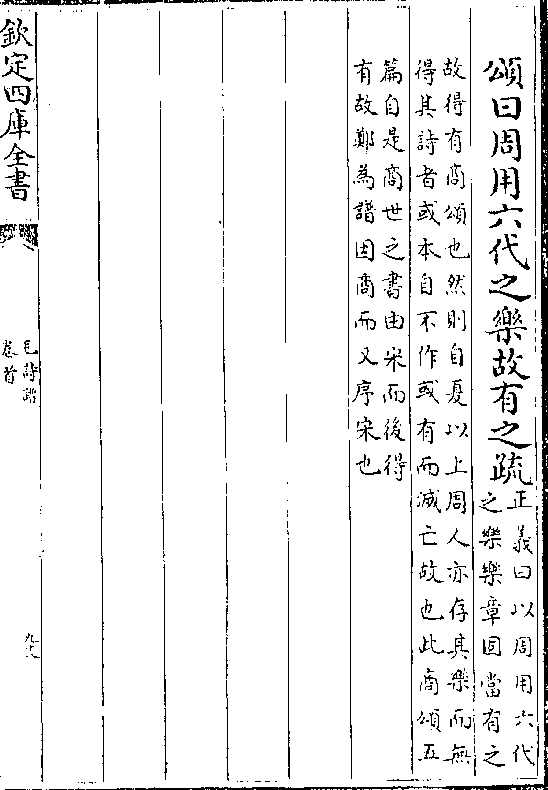 頌曰周用六代之樂故有之疏
正義曰以周用六代
之樂樂章固當有之
故得有商頌也然則自夏以上周人亦存其樂而無
得其詩者或本自不作或有而滅亡故也此商頌五
篇自是商世之書由宋而後得
有故鄭為譜因商而又序宋也
欽定四庫全書
毛詩譜
卷首
九十八